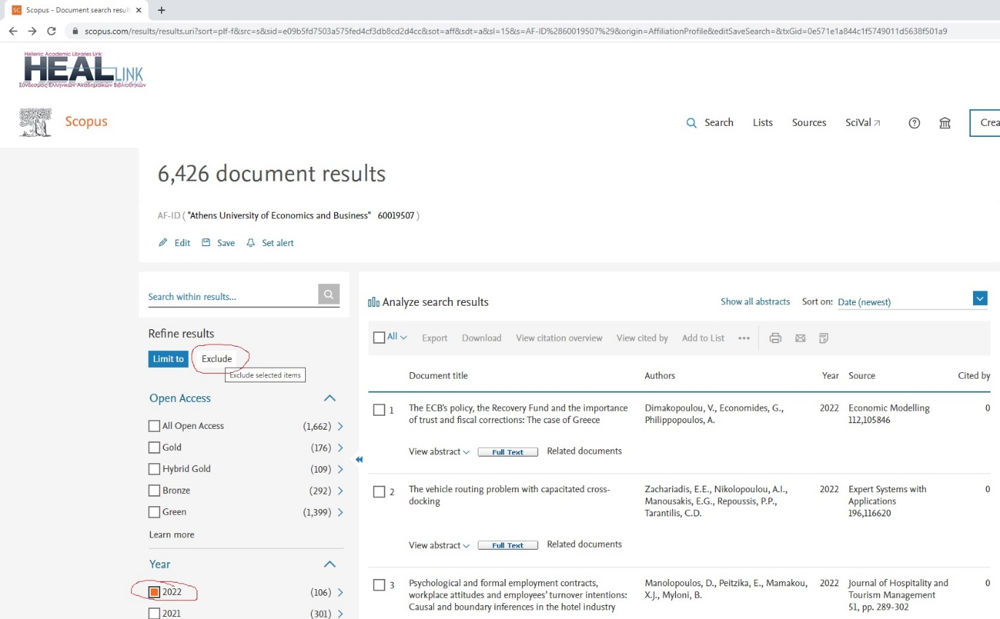 SC Scopus - Document search result × +
scopus.com/results/results.uri?sort=plf-f&src=s&sid=e09b5fd7503a575fed4cf3db8cd2d4cc&sot=aff&sdt=a&sl=15&s=AF-ID%2860019507%29&origin=AffiliationProfile&editSaveSearch=&txGid=0e571e1a844c1f5749011d5638f501a9
Hellenic Academic Libraries Link
HEAL LINK
Σύνδεσμος Ελληνικών Ακαδημαϊκών Βιβλιοθηκών
Scopus
Search Lists Sources SciVal Crea
6,426 document results
AF-ID ( "Athens University of Economics and Business" 60019507 )
Edit Save Set alert
Search within results...
Analyze search results
Show all abstracts Sort on: Date (newest)
Refine results
Limit to Exclude
Exclude selected items
All Export Download View citation overview View cited by Add to List •••
Document title Authors Year Source Cited by
Open Access
All Open Access (1,662)
Gold (176)
Hybrid Gold (109)
Bronze (292)
Green (1,399)
Learn more
Year
2022 (106)
2021 (301)
1 The ECB's policy, the Recovery Fund and the importance Dimakopoulou, V., Economides, G., 2022 Economic Modelling 0
of trust and fiscal corrections: The case of Greece Philippopoulos, A. 112,105846
View abstract Full Text Related documents
2 The vehicle routing problem with capacitated cross- Zachariadis, E.E., Nikolopoulou, A.I., 2022 Expert Systems with 0
docking Manousakis, E.G., Repoussis, P.P., Applications
Tarantilis, C.D. 196,116620
View abstract Full Text Related documents
3 Psychological and formal employment contracts, Manolopoulos, D., Peitzika, E., Mamakou, 2022 Journal of Hospitality and 0
workplace attitudes and employees' turnover intentions: X.J., Myloni, B. Tourism Management
Causal and boundary inferences in the hotel industry 51, pp. 289-302